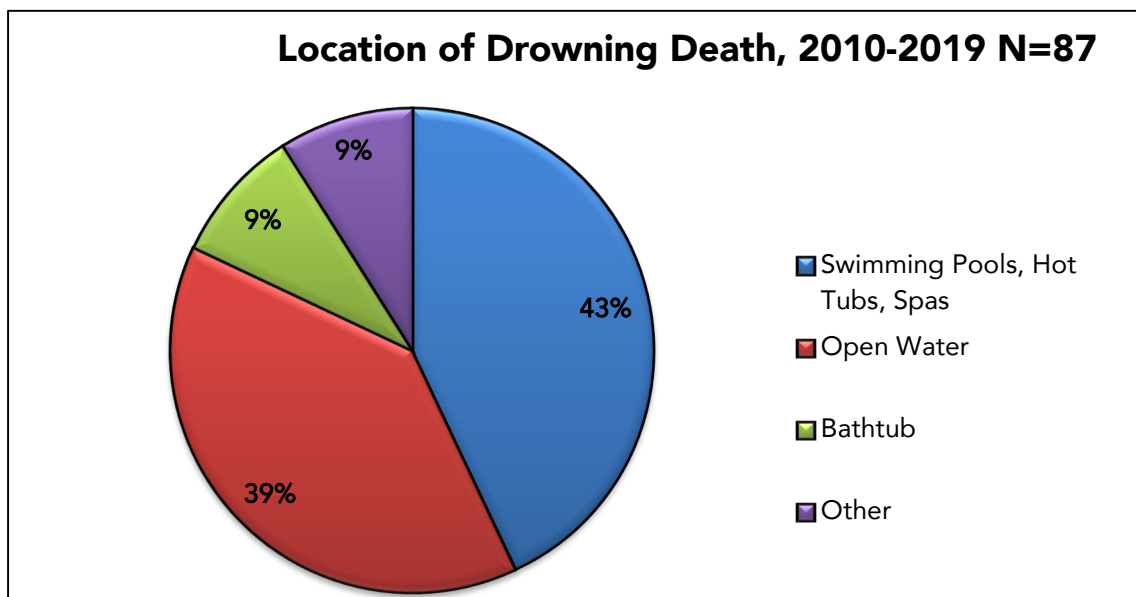 Location of Drowning Death, 2010-2019 N=87
9%
9%
43%
39%
Swimming Pools, Hot
Tubs, Spas
Open Water
Bathtub
Other